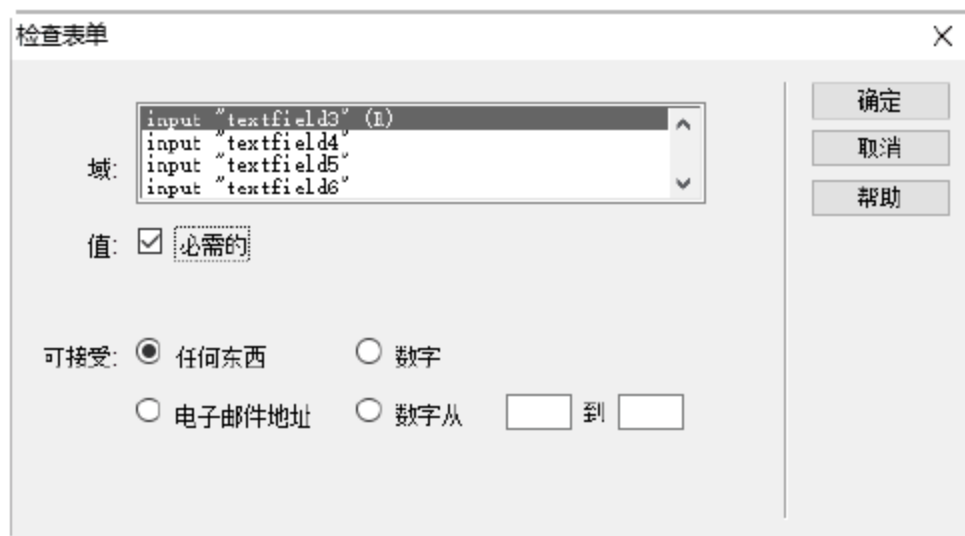 检查表单
域:
input "textfield3" (R)
input "textfield4"
input "textfield5"
input "textfield6"
值: 必需的
可接受: 任何东西 数字
电子邮件地址 数字从 到
确定
取消
帮助